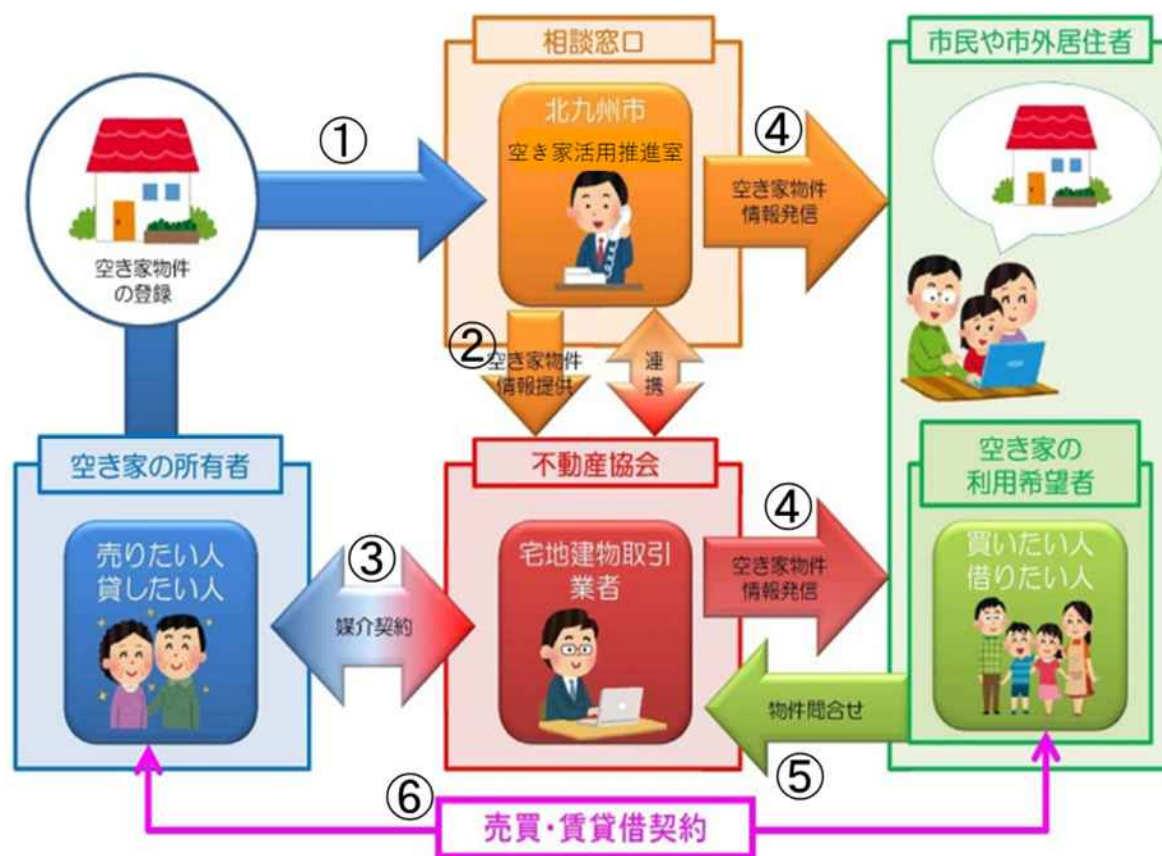 相談窓口
北九州市
空き家活用推進室
市民や市外居住者
①
④
空き家物件
情報発信
空き家物件
の登録
②
空き家物件
情報提供
連
携
空き家の所有者
売りたい人
貸したい人
③
媒介契約
不動産協会
宅地建物取引
業者
④
空き家物件
情報発信
空き家の
利用希望者
買いたい人
借りたい人
物件問合せ
⑤
⑥
売買・賃貸借契約